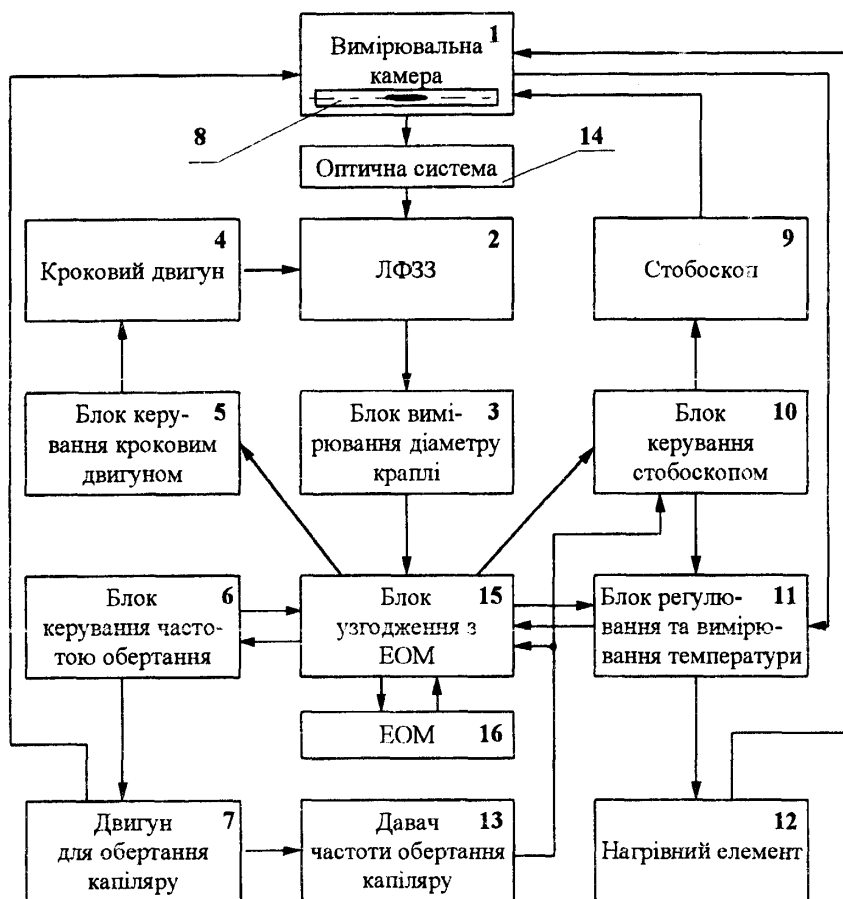 Вимірювальна 1
камера
8
Оптична система 14
4
Кроковий двигун
2
ЛФЗЗ
9
Стобоскоп
Блок керу- 5
вання кроковим
двигуном
Блок вимі- 3
рювання діаметру
краплі
Блок 10
керування
стобоскопом
Блок 6
керування часто-
тою обертання
Блок 15
узгодження з
ЕОМ
Блок регулю- 11
вання та вимірю-
вання температури
ЕОМ 16
Двигун 7
для обертання
капіляру
Давач 13
частоти обертання
капіляру
12
Нагрівний елемент